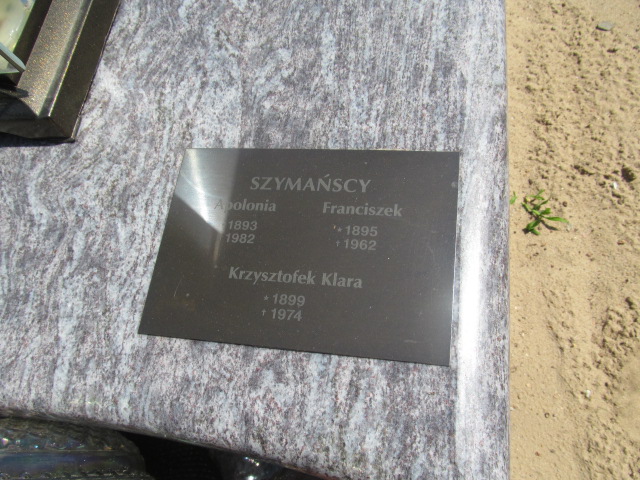 SZYMAŃSCY
Apolonia Franciszek
1893 * 1895
1982 † 1962
Krzysztofek Klara
* 1899
† 1974